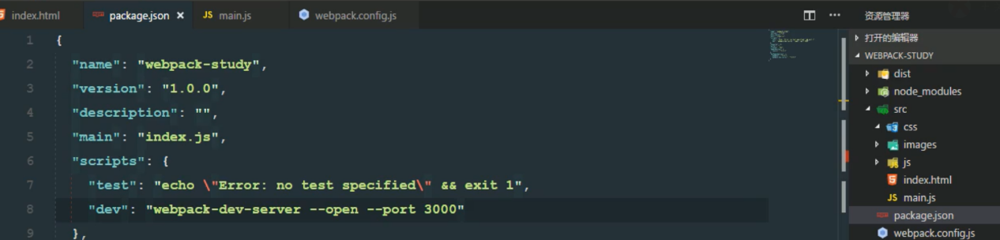 index.html package.json × JS main.js webpack.config.js ··· 资源管理器
打开的编辑器
WEBPACK-STUDY
dist
node_modules
src
css
images
js
index.html
JS main.js
package.json
webpack.config.js
1 {
2 "name": "webpack-study",
3 "version": "1.0.0",
4 "description": "",
5 "main": "index.js",
6 "scripts": {
7 "test": "echo \"Error: no test specified\" && exit 1",
8 "dev": "webpack-dev-server --open --port 3000"
9 },